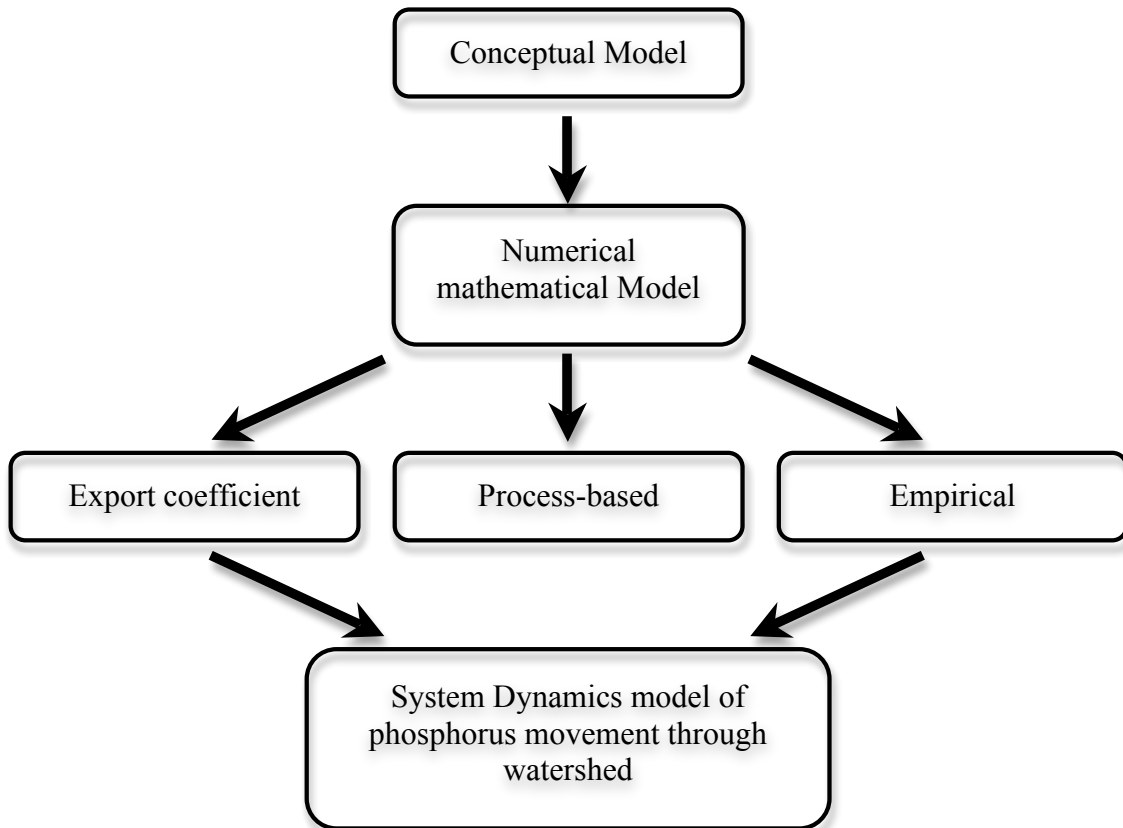 Conceptual Model
Numerical
mathematical Model
Export coefficient
Process-based
Empirical
System Dynamics model of
phosphorus movement through
watershed